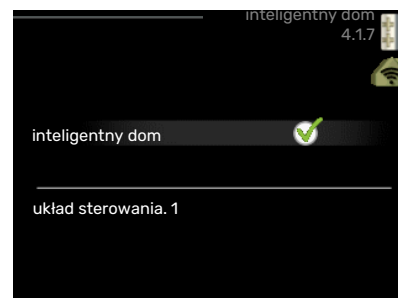 inteligentny dom
4.1.7
inteligentny dom
układ sterowania. 1